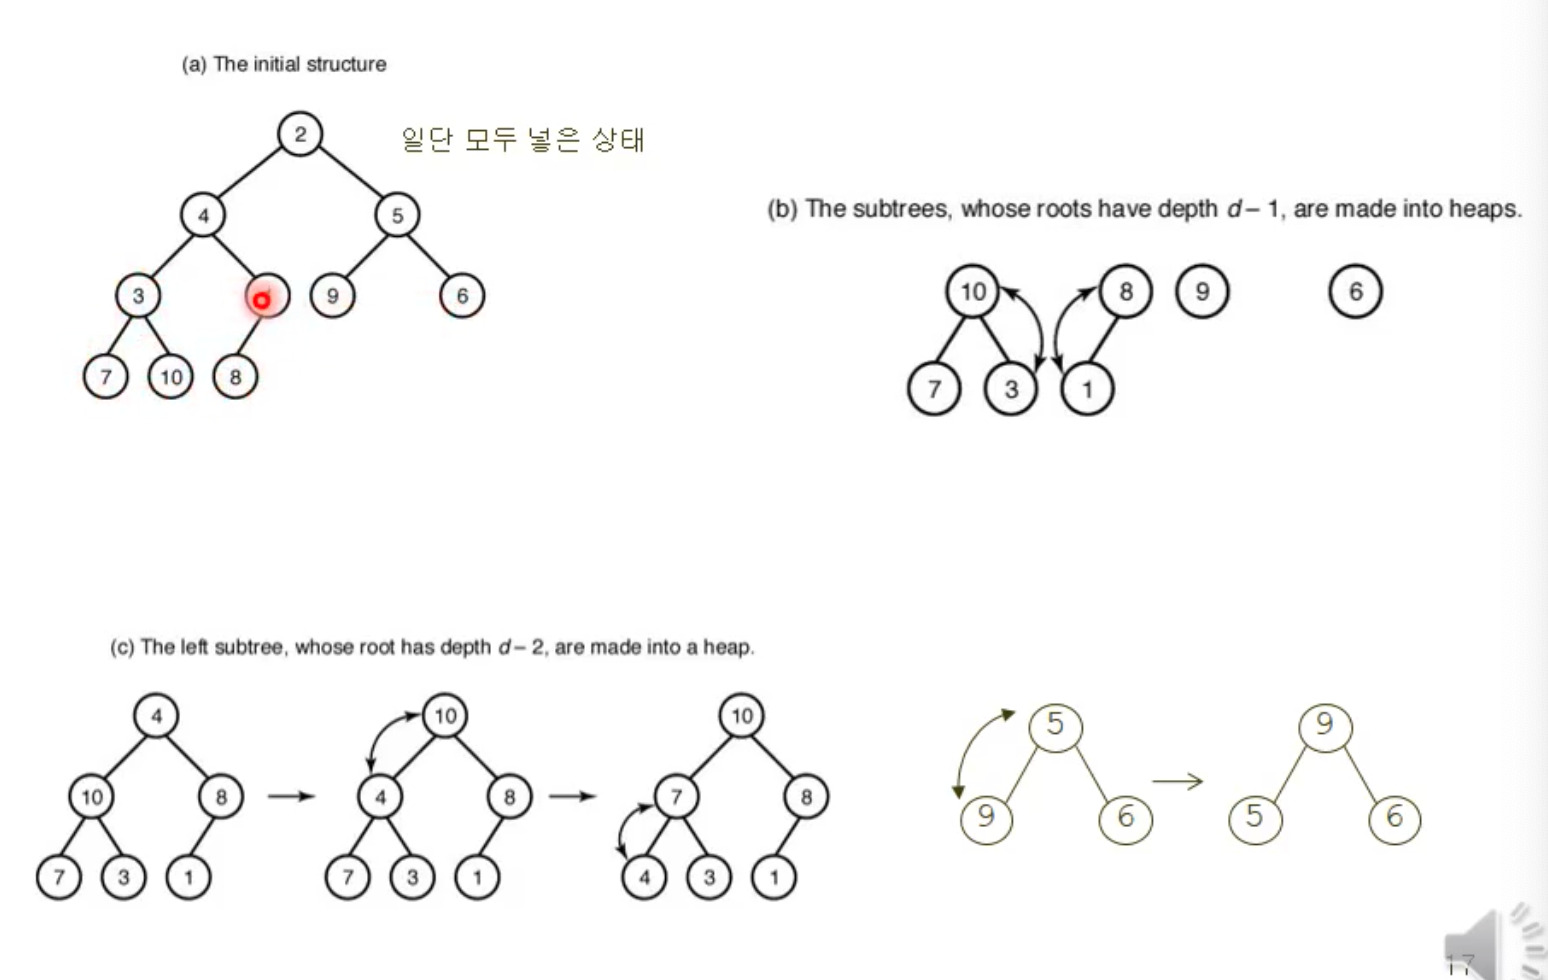 (a) The initial structure
2
일단 모두 넣은 상태
4 5
3 9 6
7 10 8
(b) The subtrees, whose roots have depth d – 1, are made into heaps.
10 8 9 6
7 3 1
(c) The left subtree, whose root has depth d – 2, are made into a heap.
4 10 10
10 8 4 8 7 8
7 3 1 7 3 1 4 3 1
5 9
9 6 5 6
17